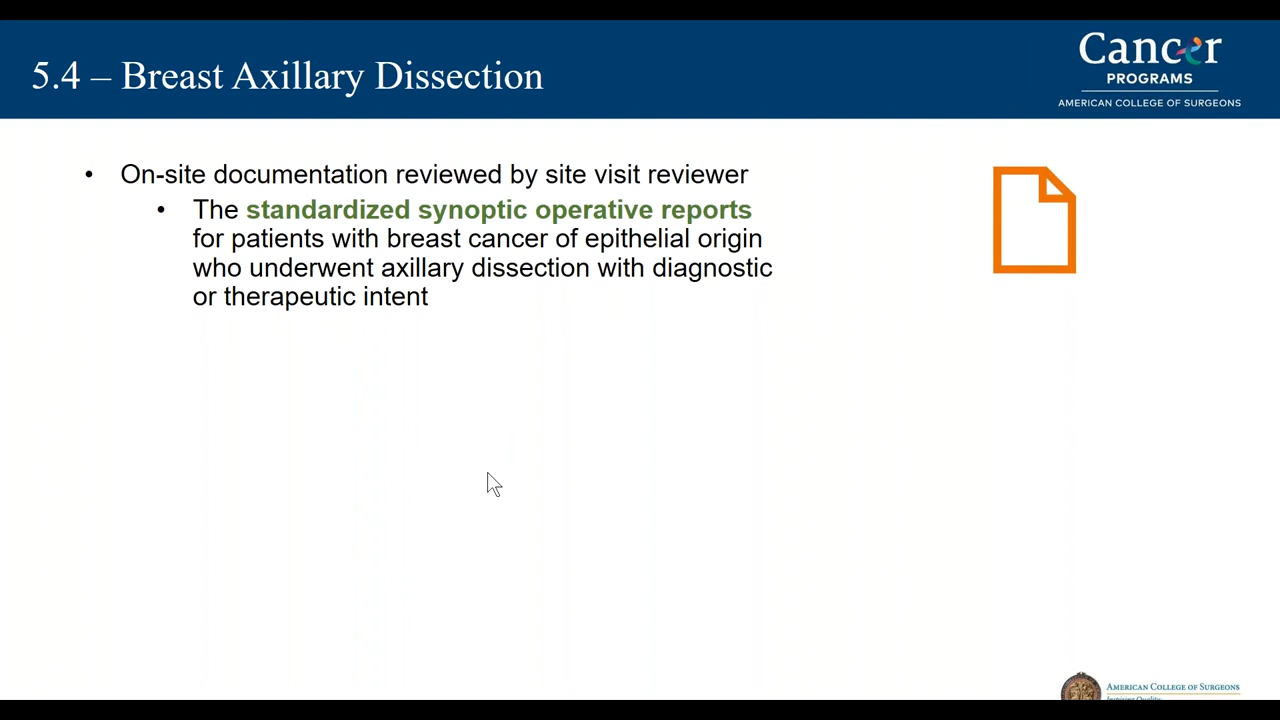 5.4 – Breast Axillary Dissection
Cancer
PROGRAMS
AMERICAN COLLEGE OF SURGEONS
• On-site documentation reviewed by site visit reviewer
• The standardized synoptic operative reports
for patients with breast cancer of epithelial origin
who underwent axillary dissection with diagnostic
or therapeutic intent
AMERICAN COLLEGE OF SURGEONS